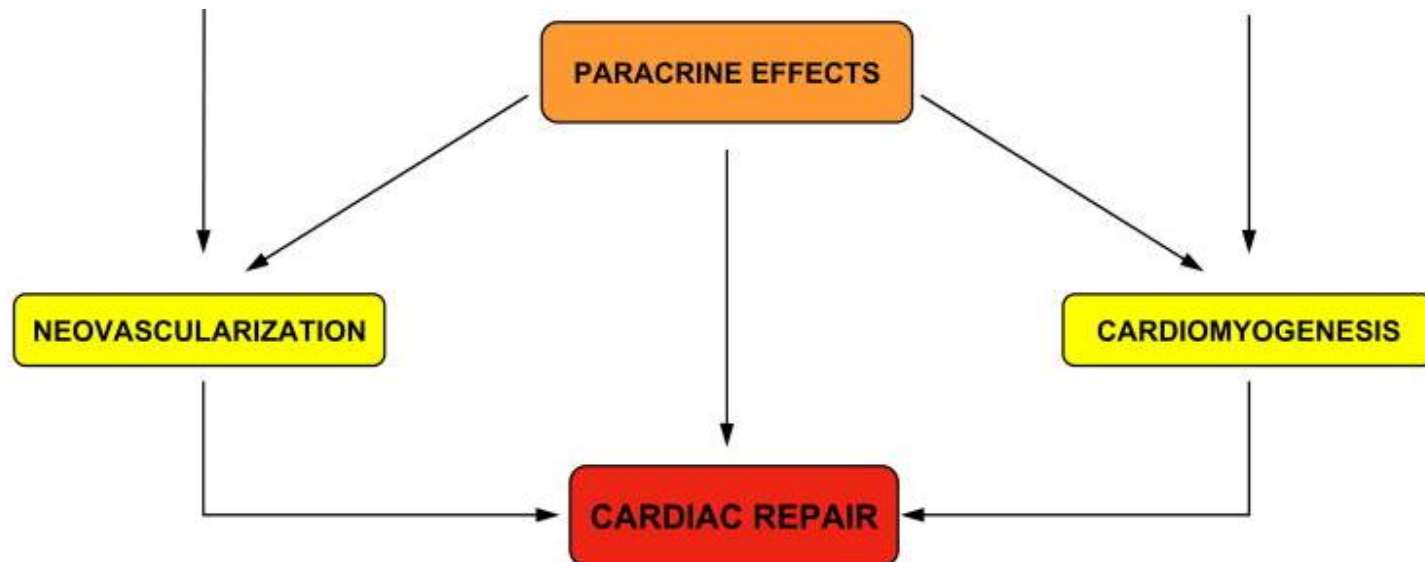 PARACRINE EFFECTS
NEOVASCULARIZATION
CARDIOMYOGENESIS
CARDIAC REPAIR